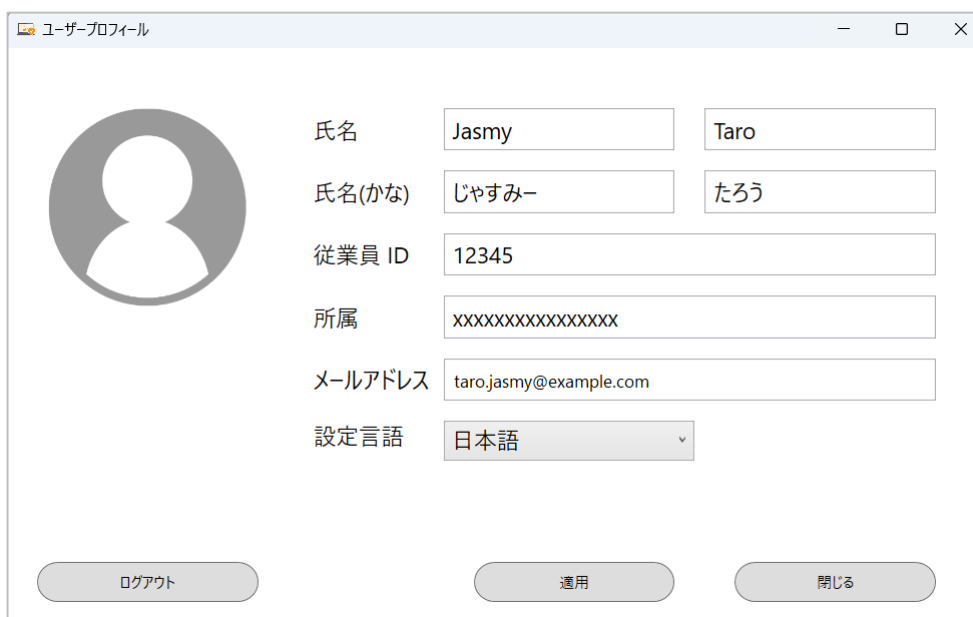 ユーザープロフィール
氏名 Jasmy Taro
氏名(かな) じゃすみー たろう
従業員 ID 12345
所属 xxxxxxxxxxxxxxxx
メールアドレス taro.jasmy@example.com
設定言語 日本語
ログアウト 適用 閉じる